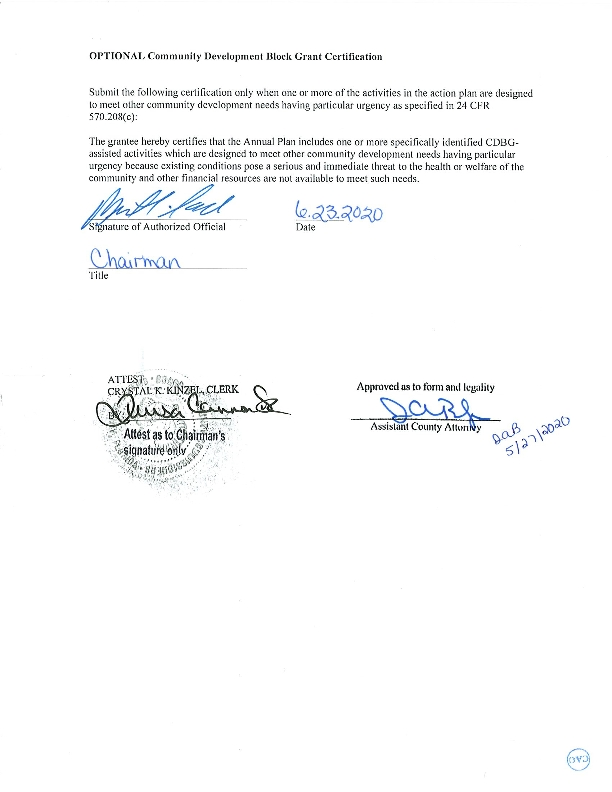 OPTIONAL Community Development Block Grant Certification
Submit the following certification only when one or more of the activities in the action plan are designed
to meet other community development needs having particular urgency as specified in 24 CFR
570.208(c):
The grantee hereby certifies that the Annual Plan includes one or more specifically identified CDBG-
assisted activities which are designed to meet other community development needs having particular
urgency because existing conditions pose a serious and immediate threat to the health or welfare of the
community and other financial resources are not available to meet such needs.
6.23.2020
Signature of Authorized Official Date
Chairman
Title
ATTEST
CRYSTAL K. KINZEL, CLERK
Attest as to Chairman's
signature only
Approved as to form and legality
Assistant County Attorney
DAB
5/27/2020
CAO